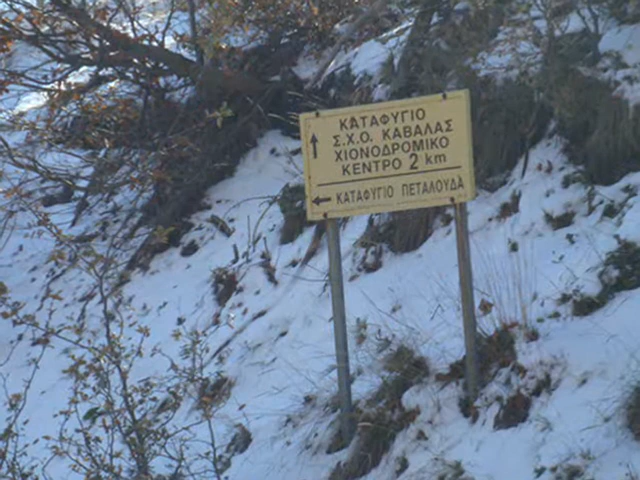 ΚΑΤΑΦΥΓΙΟ
Σ.Χ.Ο. ΚΑΒΑΛΑΣ
ΧΙΟΝΟΔΡΟΜΙΚΟ
ΚΕΝΤΡΟ 2 km
ΚΑΤΑΦΥΓΙΟ ΠΕΤΑΛΟΥΔΑ